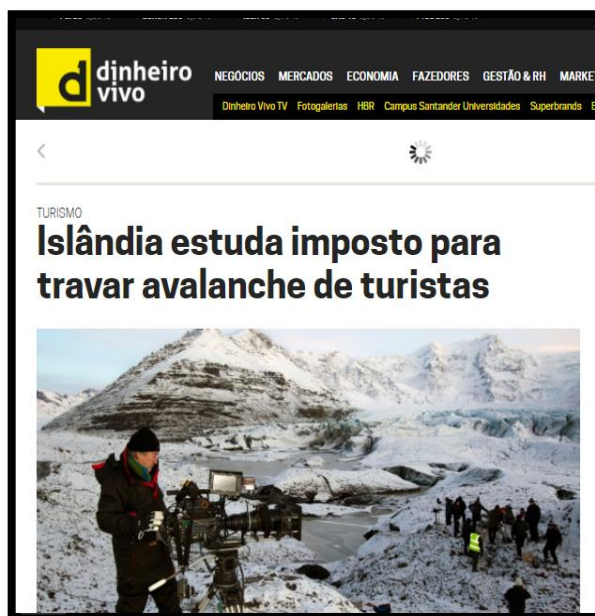 dinheiro
vivo
NEGÓCIOS MERCADOS ECONOMIA FAZEDORES GESTÃO & RH
Dinheiro Vivo TV Fotogalerias HBR Campus Santander Universidades Superbrands
TURISMO
Islândia estuda imposto para
travar avalanche de turistas